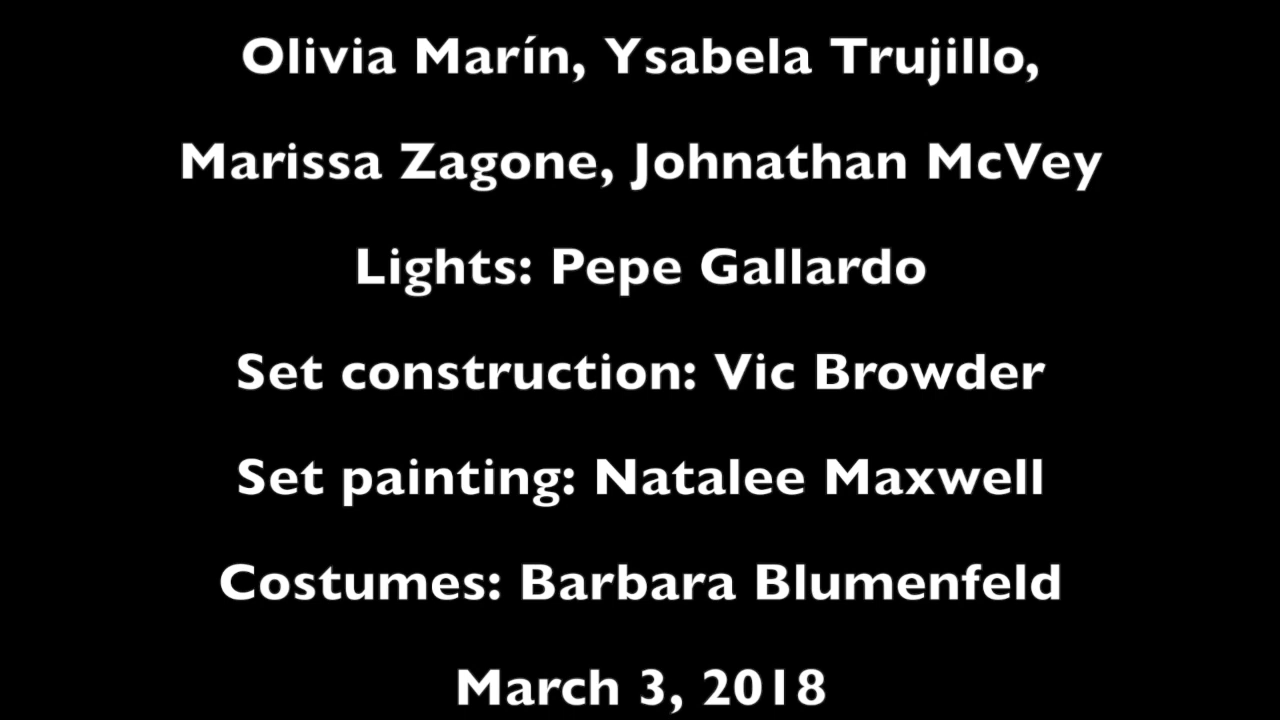 Olivia Marín, Ysabela Trujillo,
Marissa Zagone, Johnathan McVey
Lights: Pepe Gallardo
Set construction: Vic Browder
Set painting: Natalee Maxwell
Costumes: Barbara Blumenfeld
March 3, 2018